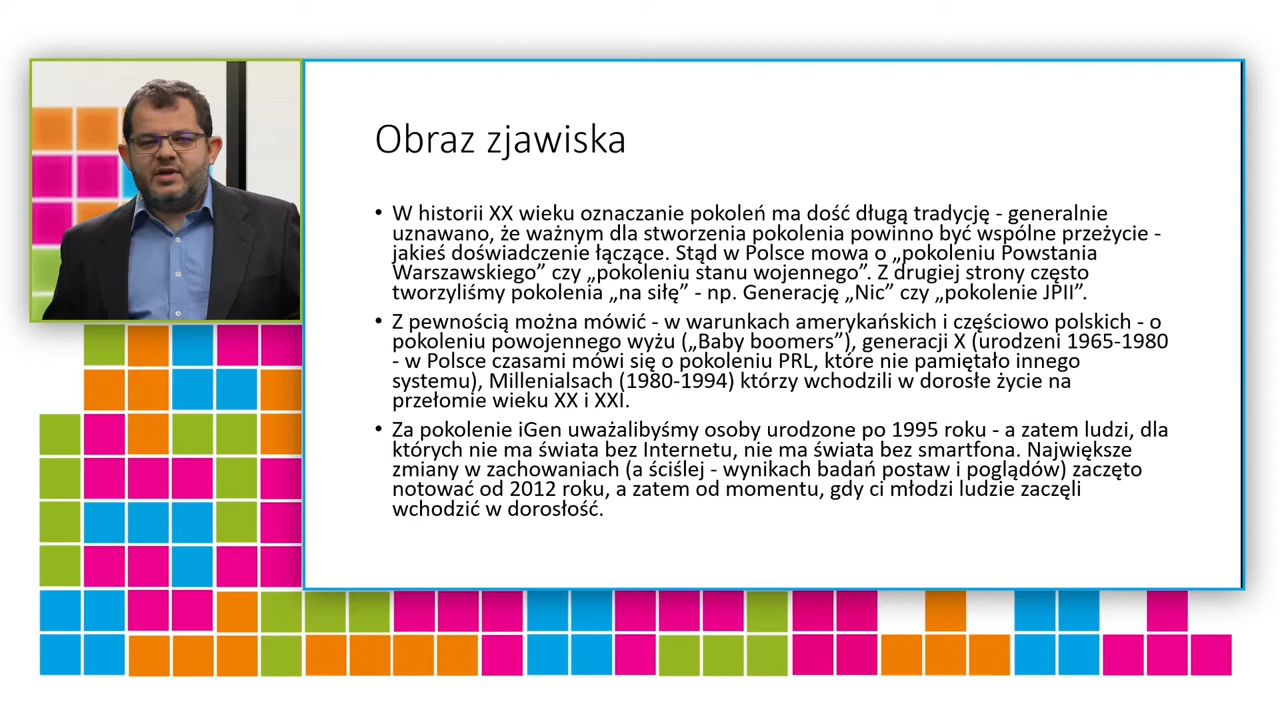 Obraz zjawiska
• W historii XX wieku oznaczanie pokoleń ma dość długą tradycję - generalnie
uznawano, że ważnym dla stworzenia pokolenia powinno być wspólne przeżycie -
jakieś doświadczenie łączące. Stąd w Polsce mowa o „pokoleniu Powstania
Warszawskiego” czy „pokoleniu stanu wojennego”. Z drugiej strony często
tworzyliśmy pokolenia „na siłę” - np. Generację „Nic” czy „pokolenie JPII”.
• Z pewnością można mówić - w warunkach amerykańskich i częściowo polskich - o
pokoleniu powojennego wyżu („Baby boomers”), generacji X (urodzeni 1965-1980
- w Polsce czasami mówi się o pokoleniu PRL, które nie pamiętało innego
systemu), Millenialsach (1980-1994) którzy wchodzili w dorosłe życie na
przełomie wieku XX i XXI.
• Za pokolenie iGen uważalibyśmy osoby urodzone po 1995 roku - a zatem ludzi, dla
których nie ma świata bez Internetu, nie ma świata bez smartfona. Największe
zmiany w zachowaniach (a ściślej - wynikach badań postaw i poglądów) zaczęto
notować od 2012 roku, a zatem od momentu, gdy ci młodzi ludzie zaczęli
wchodzić w dorosłość.